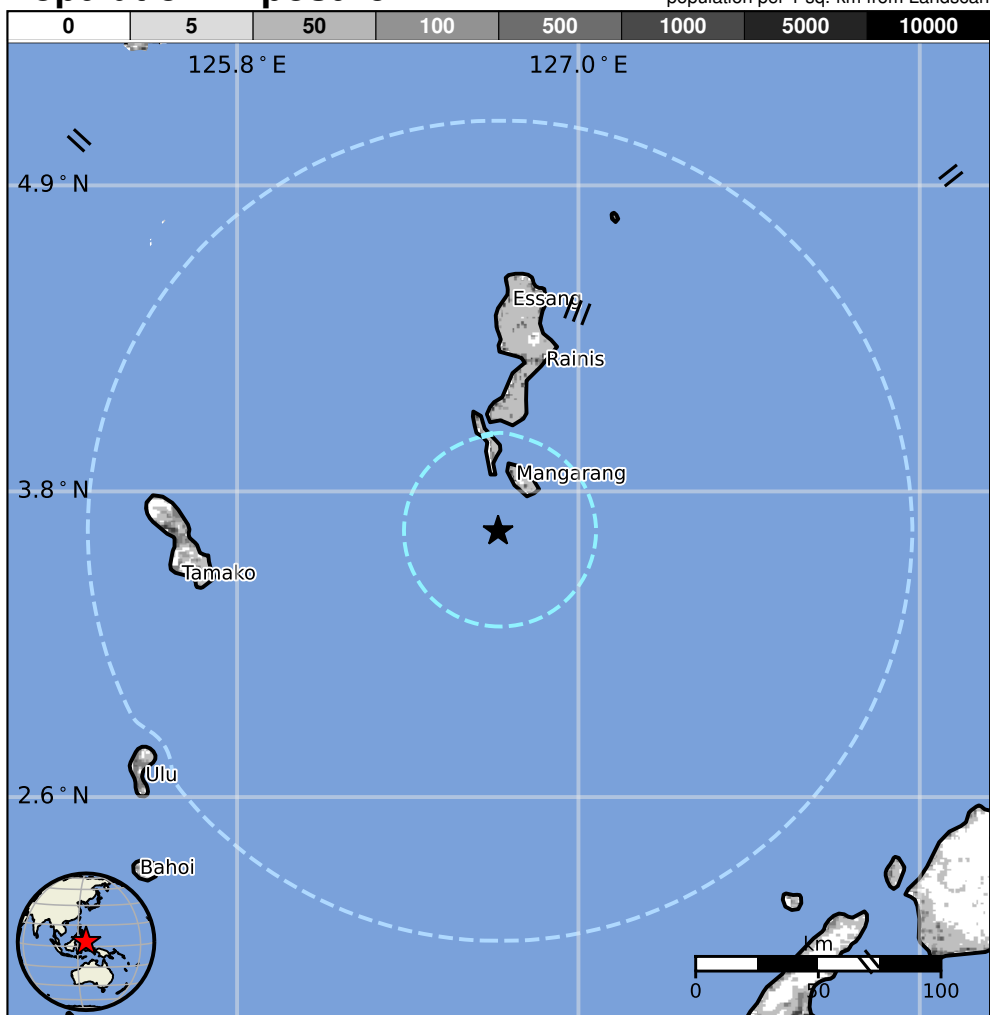 population per 1 sq. km from Landscan
0 5 50 100 500 1000 5000 10000
125.8°E 127.0°E
4.9°N
Essang
Rainis
Mangarang
3.8°N
Tamako
Ulu
2.6°N
Bahoi
km
0 50 100